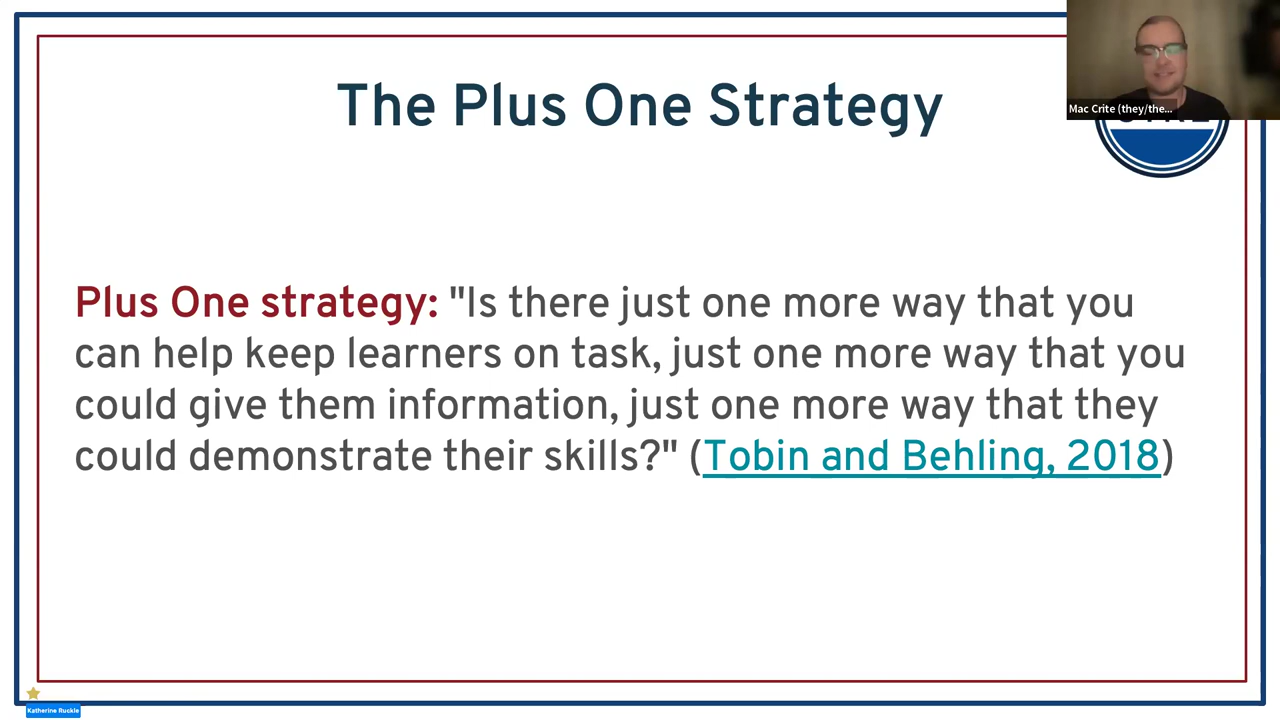 The Plus One Strategy
Mac Crite (they/the...
Plus One strategy: "Is there just one more way that you
can help keep learners on task, just one more way that you
could give them information, just one more way that they
could demonstrate their skills?" (Tobin and Behling, 2018)
Katherine Ruckle